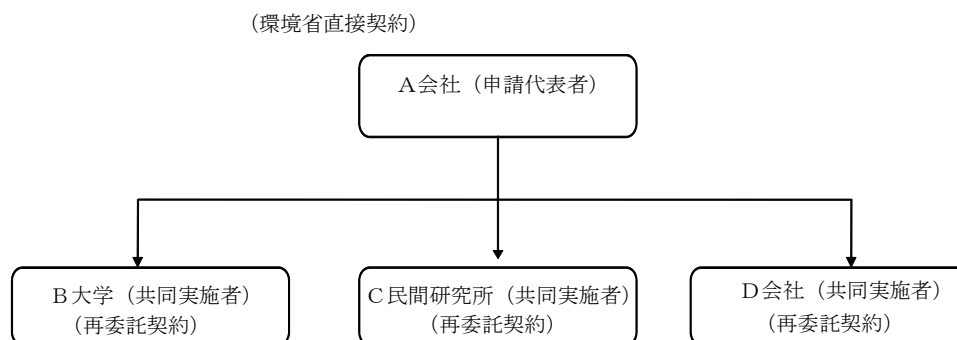 （環境省直接契約）
Ａ会社（申請代表者）
Ｂ大学（共同実施者）
（再委託契約）
Ｃ民間研究所（共同実施者）
（再委託契約）
Ｄ会社（共同実施者）
（再委託契約）